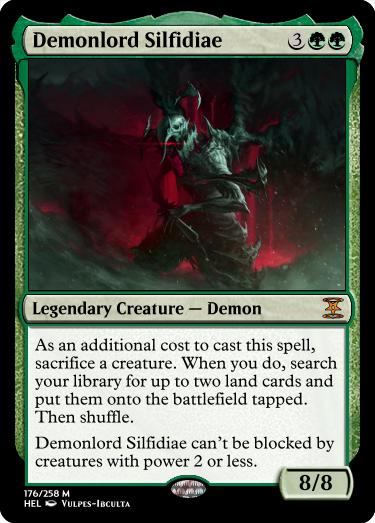 Demonlord Silfidiae 3
Legendary Creature — Demon
As an additional cost to cast this spell,
sacrifice a creature. When you do, search
your library for up to two land cards and
put them onto the battlefield tapped.
Then shuffle.
Demonlord Silfidiae can't be blocked by
creatures with power 2 or less.
8/8
176/258 M
HEL Vulpes-Ibculta